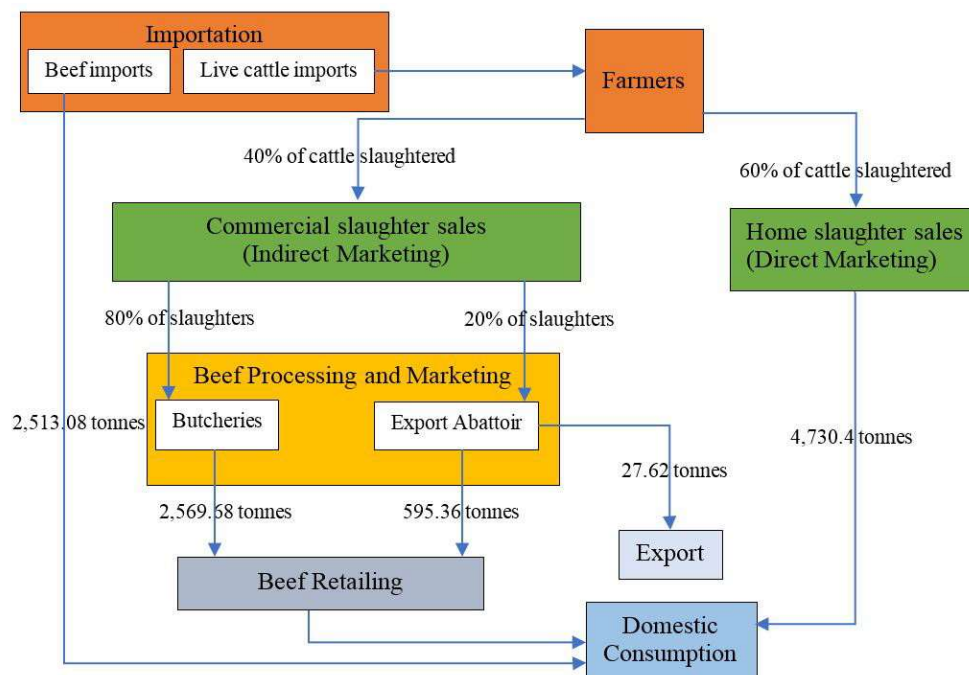 Importation
Beef imports
Live cattle imports
Farmers
40% of cattle slaughtered
60% of cattle slaughtered
Commercial slaughter sales
(Indirect Marketing)
Home slaughter sales
(Direct Marketing)
80% of slaughters
20% of slaughters
Beef Processing and Marketing
Butcheries
Export Abattoir
2,513.08 tonnes
4,730.4 tonnes
27.62 tonnes
2,569.68 tonnes
595.36 tonnes
Export
Beef Retailing
Domestic
Consumption